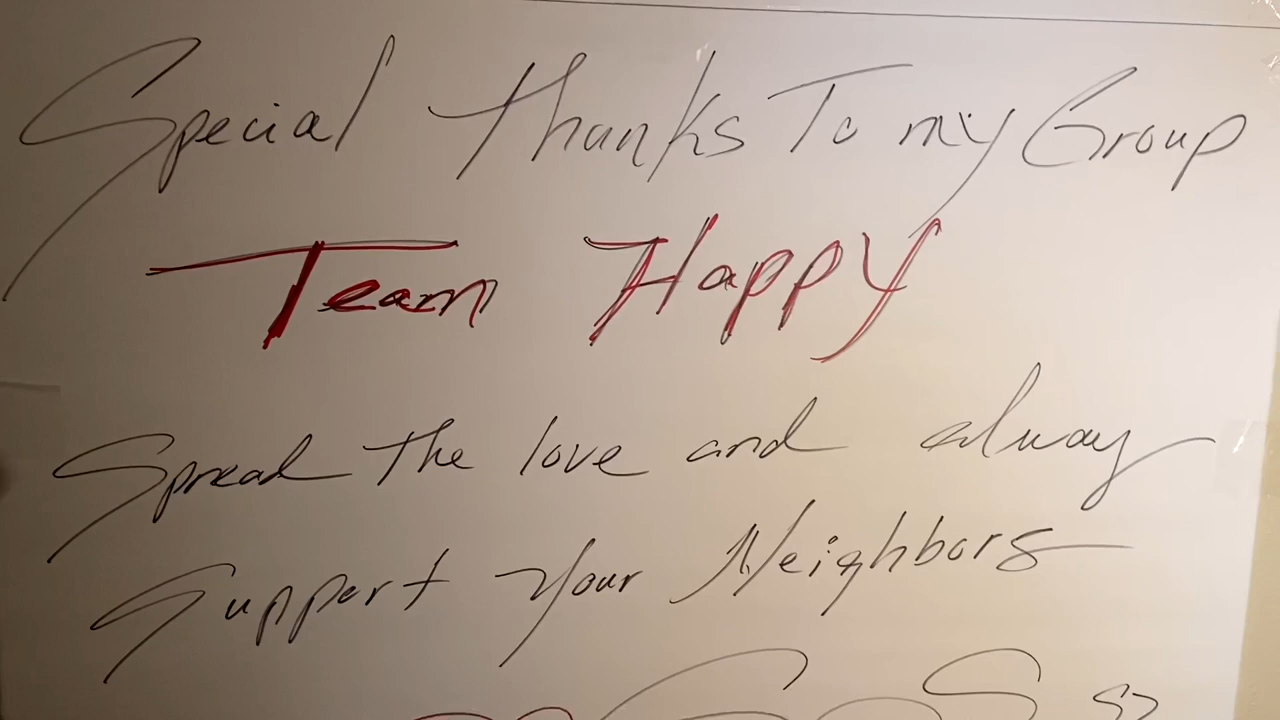 Special thanks To my Group
Team Happy
Spread the love and alway
Support your Neighbors